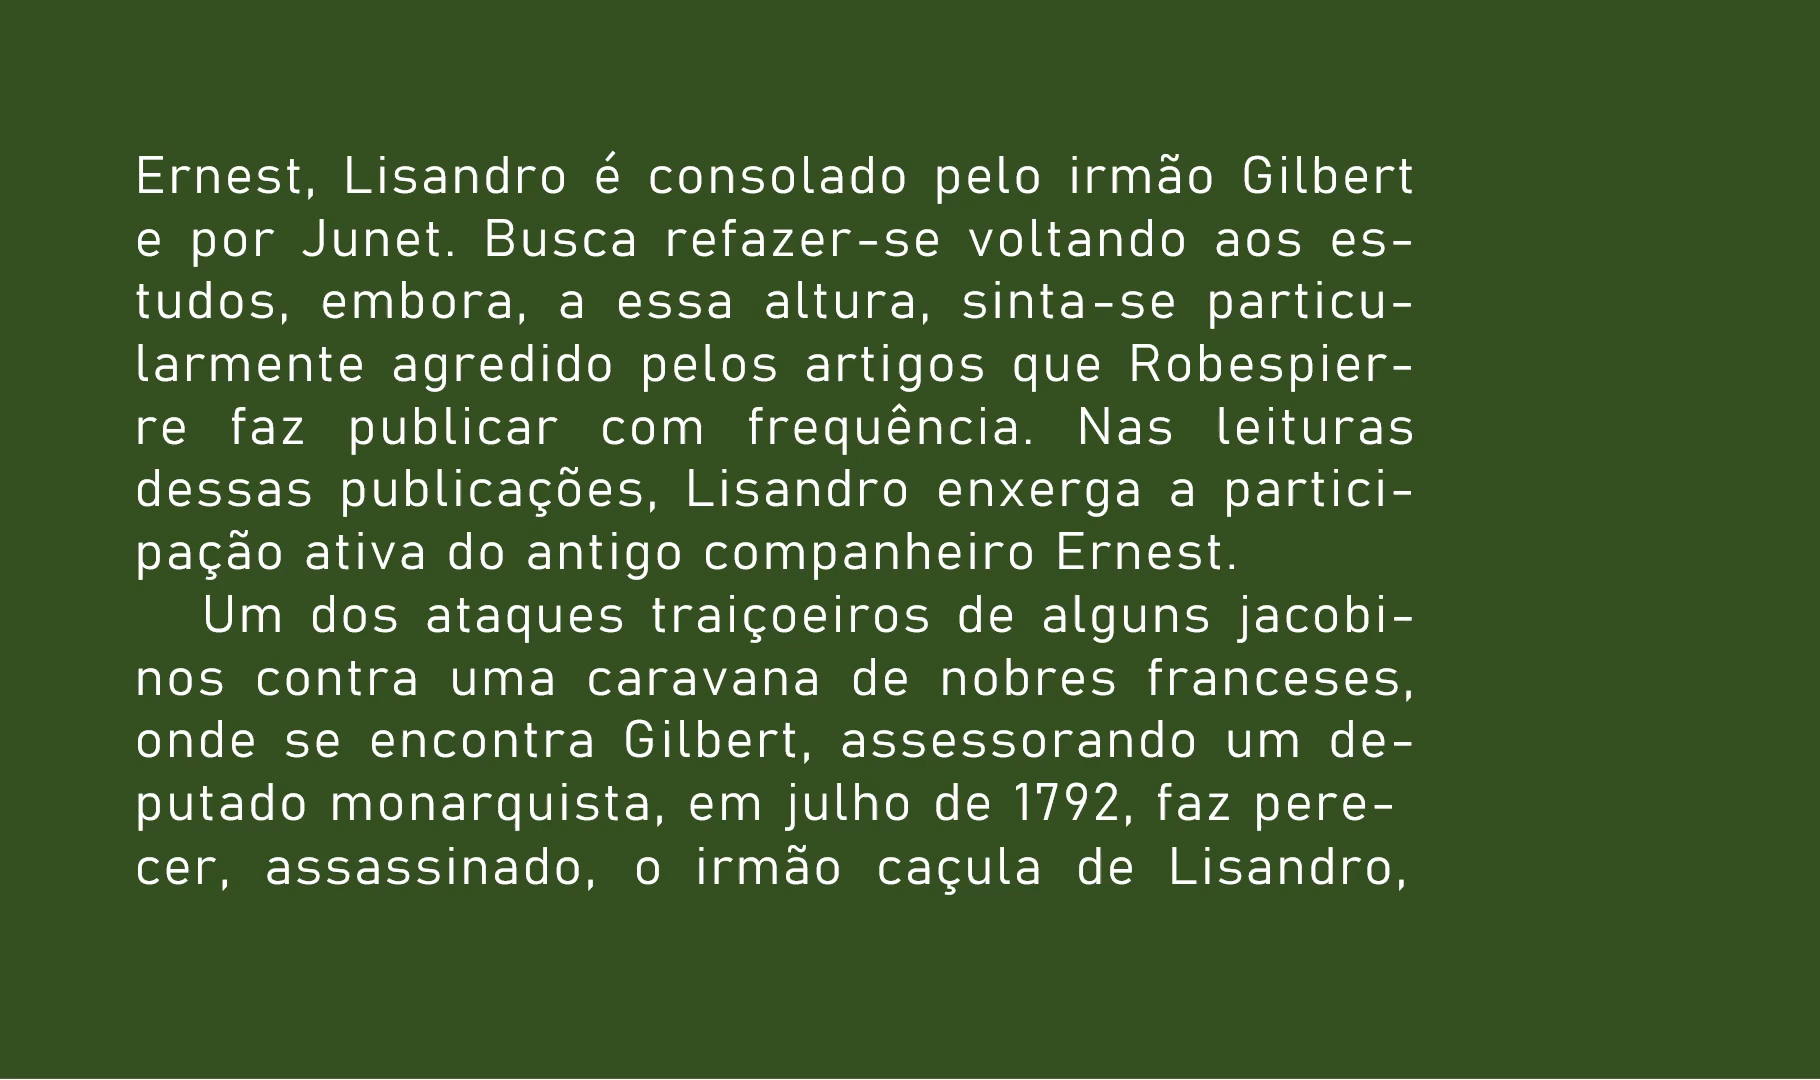 Ernest, Lisandro é consolado pelo irmão Gilbert
e por Junet. Busca refazer-se voltando aos es-
tudos, embora, a essa altura, sinta-se particu-
larmente agredido pelos artigos que Robespier-
re faz publicar com frequência. Nas leituras
dessas publicações, Lisandro enxerga a partici-
pação ativa do antigo companheiro Ernest.
Um dos ataques traiçoeiros de alguns jacobi-
nos contra uma caravana de nobres franceses,
onde se encontra Gilbert, assessorando um de-
putado monarquista, em julho de 1792, faz pere-
cer, assassinado, o irmão caçula de Lisandro,